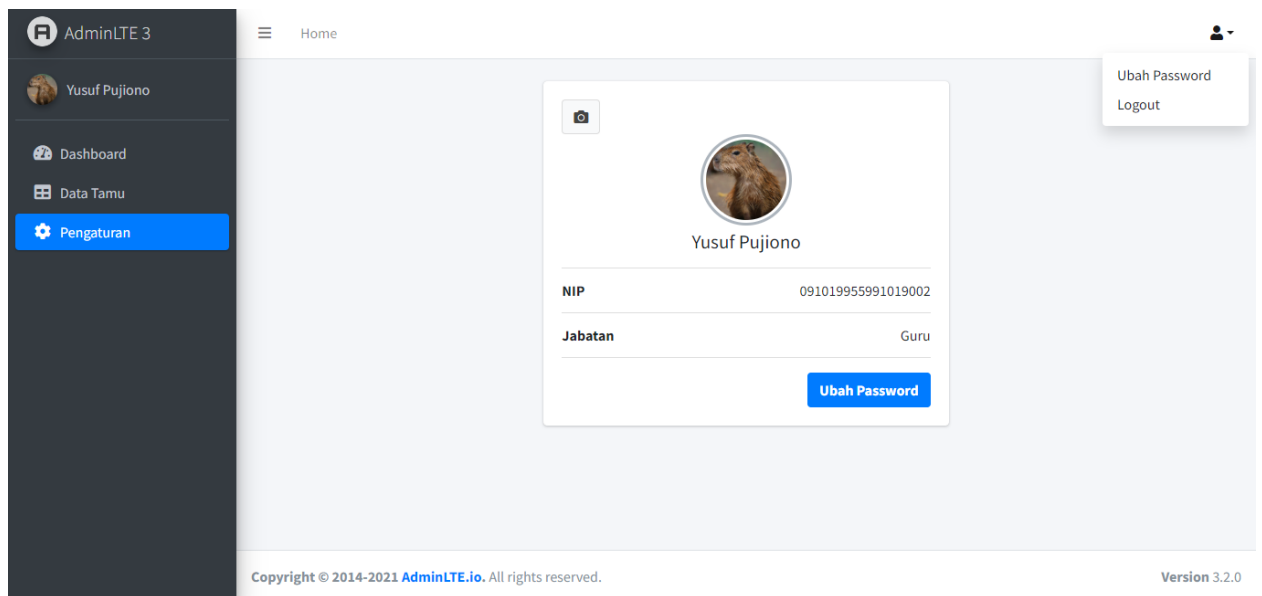 AdminLTE 3
Home
Yusuf Pujiono
Ubah Password
Logout
Dashboard
Data Tamu
Pengaturan
Yusuf Pujiono
NIP 091019955991019002
Jabatan Guru
Ubah Password
Copyright © 2014-2021 AdminLTE.io. All rights reserved. Version 3.2.0